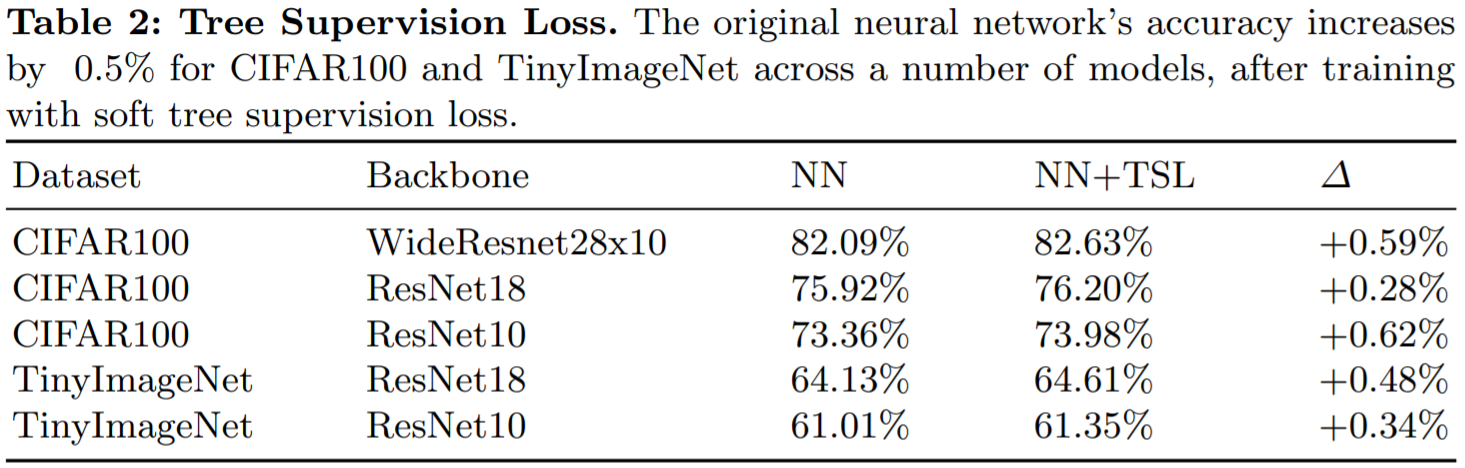 Table 2: Tree Supervision Loss. The original neural network's accuracy increases
by 0.5% for CIFAR100 and TinyImageNet across a number of models, after training
with soft tree supervision loss.
Dataset Backbone NN NN+TSL Δ
CIFAR100 WideResnet28x10 82.09% 82.63% +0.59%
CIFAR100 ResNet18 75.92% 76.20% +0.28%
CIFAR100 ResNet10 73.36% 73.98% +0.62%
TinyImageNet ResNet18 64.13% 64.61% +0.48%
TinyImageNet ResNet10 61.01% 61.35% +0.34%